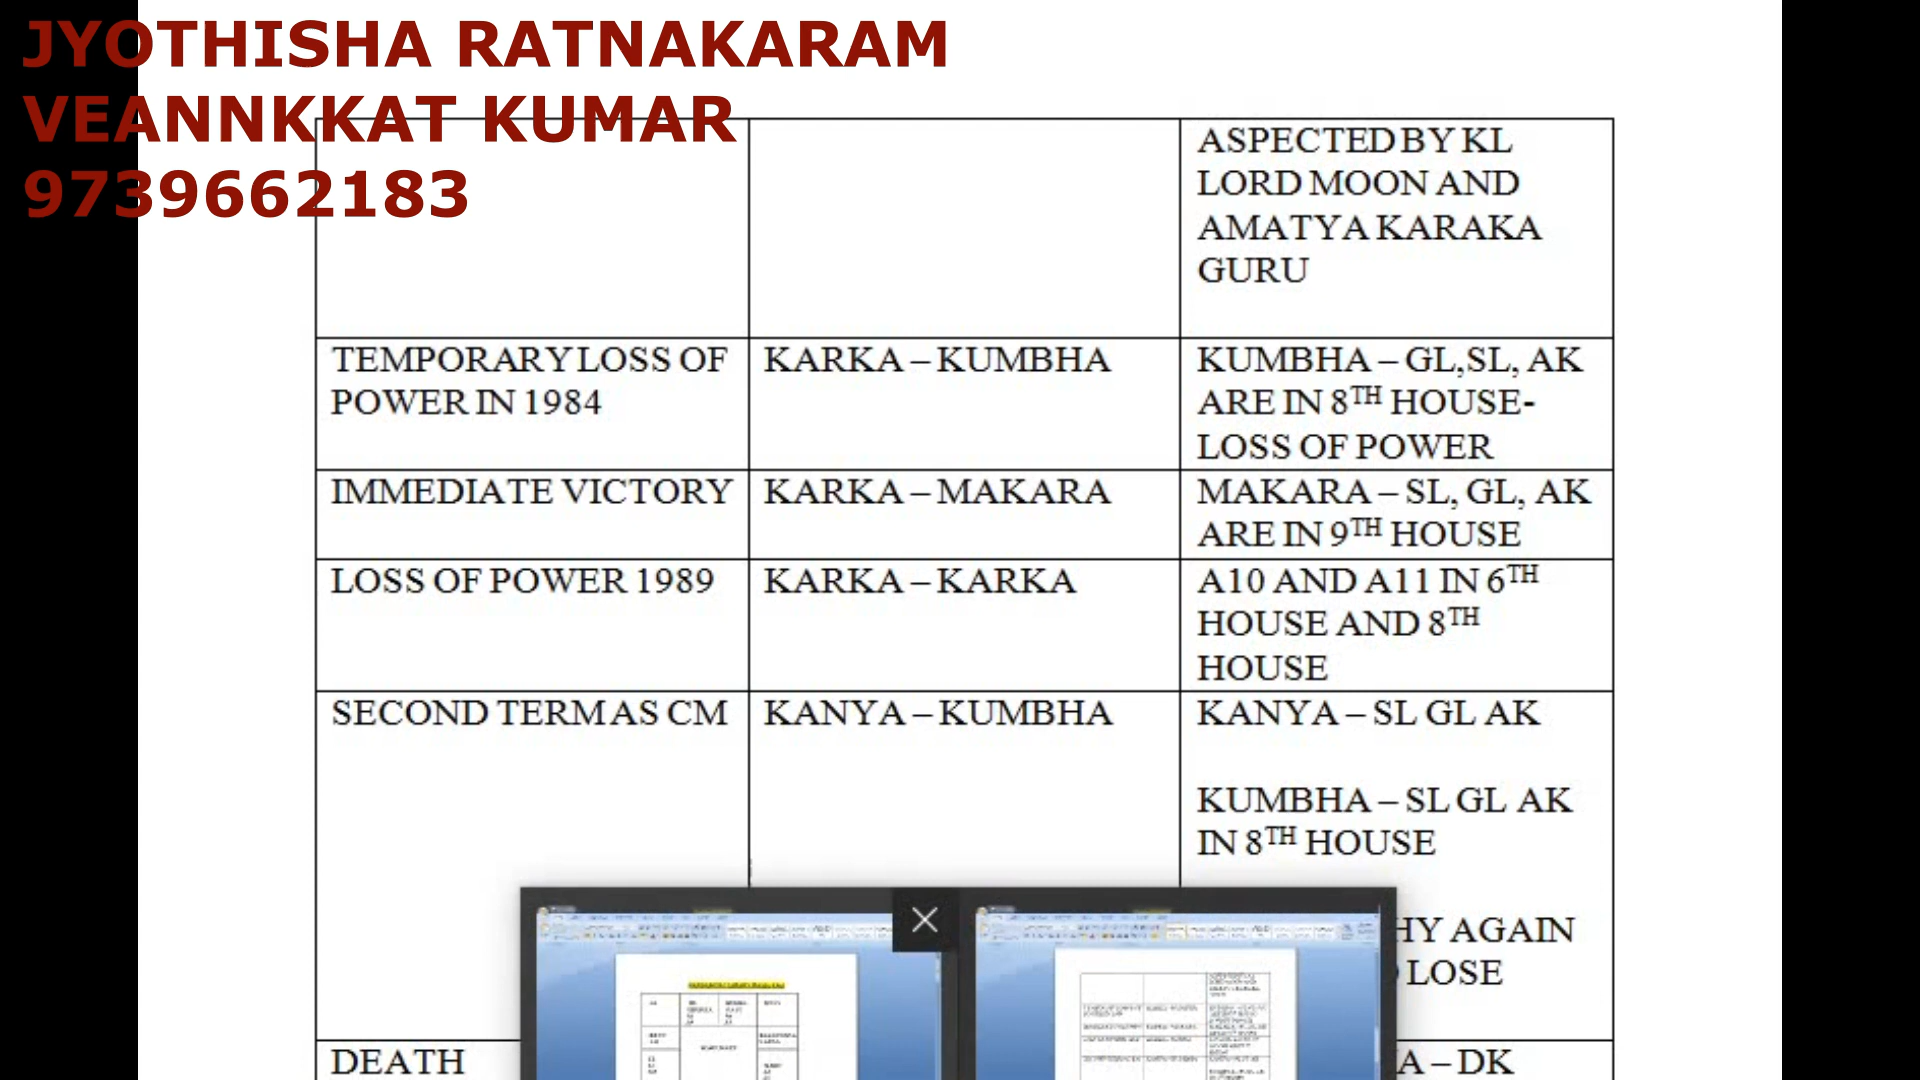 JYOTHISHA RATNAKARAM
VEANNKKAT KUMAR
9739662183
ASPECTED BY KL
LORD MOON AND
AMATYA KARAKA
GURU
TEMPORARY LOSS OF
POWER IN 1984
KARKA – KUMBHA
KUMBHA – GL,SL, AK
ARE IN 8TH HOUSE-
LOSS OF POWER
IMMEDIATE VICTORY
KARKA – MAKARA
MAKARA – SL, GL, AK
ARE IN 9TH HOUSE
LOSS OF POWER 1989
KARKA – KARKA
A10 AND A11 IN 6TH
HOUSE AND 8TH
HOUSE
SECOND TERM AS CM
KANYA – KUMBHA
KANYA – SL GL AK
KUMBHA – SL GL AK
IN 8TH HOUSE
AGAIN
LOSE
DEATH
– DK